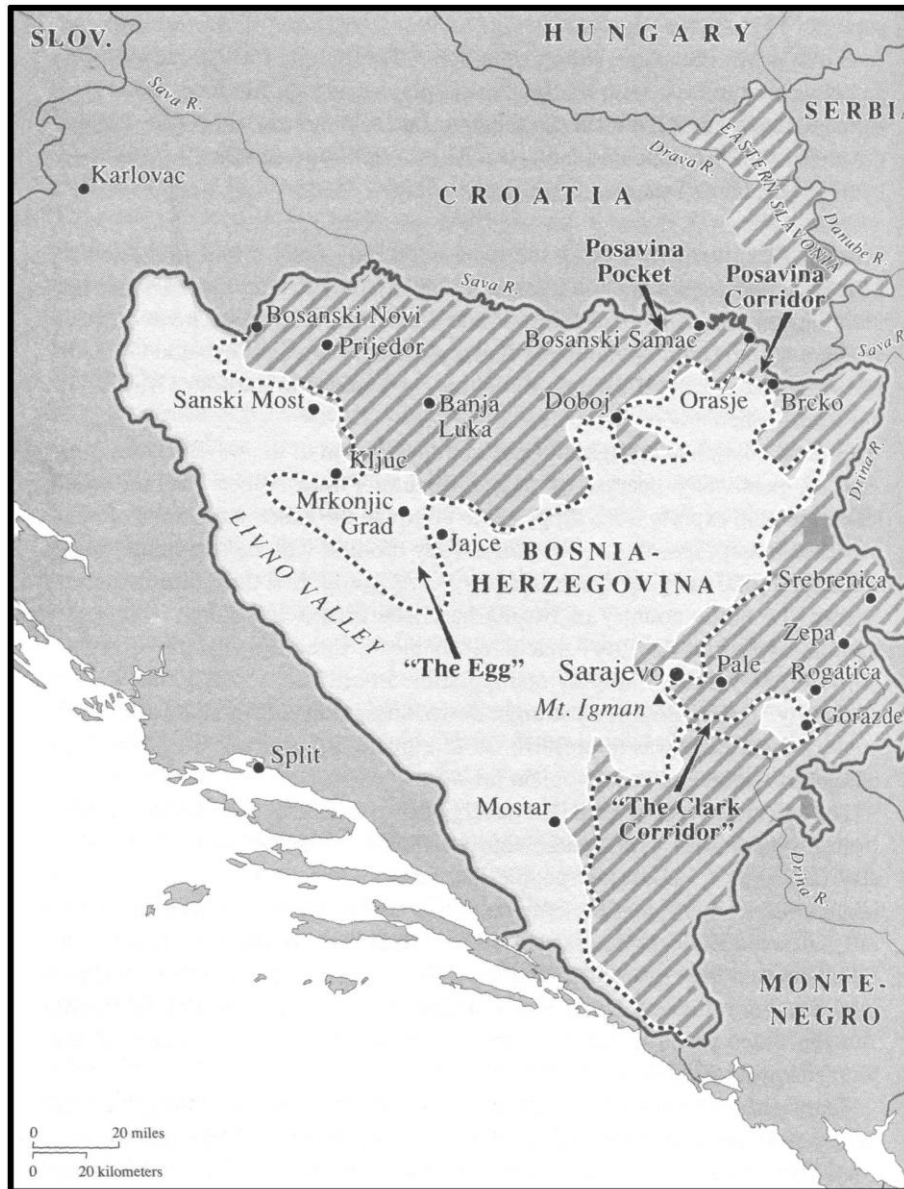 SLOV.
HUNGARY
Sava R.
SERBIA
EASTERN SLAVONIA
Drava R.
Karlovac
CROATIA
Danube R.
Posavina
Pocket
Posavina
Corridor
Sava R.
Bosanski Novi
Bosanski Samac
Sava R.
Prijedor
Sanski Most
Banja
Luka
Doboj
Orasje
Brcko
Kljuc
Drina R.
Mrkonjic
Grad
LIVNO VALLEY
Jajce
BOSNIA-
HERZEGOVINA
Srebrenica
Zepa
"The Egg"
Sarajevo
Pale
Rogatica
Mt. Igman
Gorazde
Split
Mostar
"The Clark
Corridor"
Drina R.
MONTE-
NEGRO
0 20 miles
0 20 kilometers